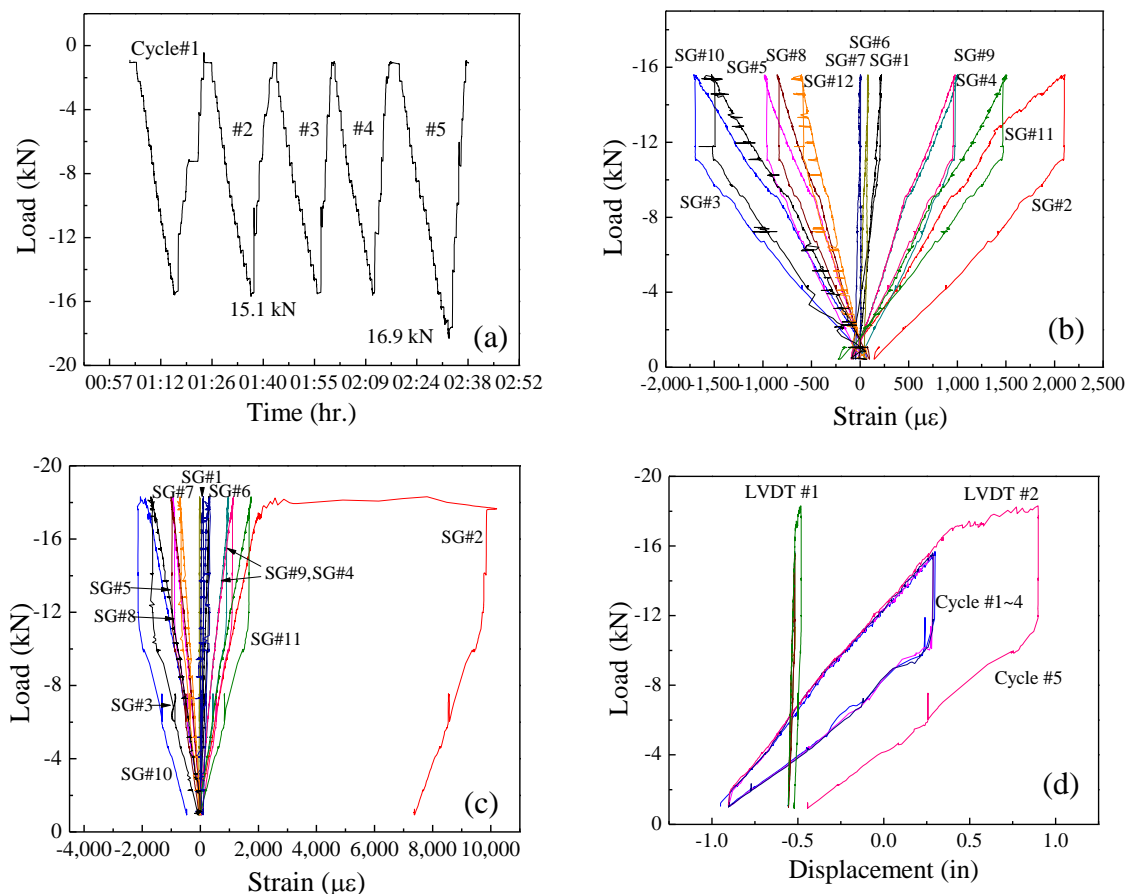 0
-4
-8
-12
-16
-20
Load (kN)
Cycle#1
#2
#3
#4
#5
15.1 kN
16.9 kN
(a)
00:57 01:12 01:26 01:40 01:55 02:09 02:24 02:38 02:52
Time (hr.)
-16
-12
-8
-4
0
Load (kN)
SG#6
SG#10
SG#8
SG#7
SG#1
SG#9
SG#5
SG#12
SG#4
SG#11
SG#3
SG#2
(b)
-2,000 -1,500 -1,000 -500 0 500 1,000 1,500 2,000 2,500
Strain (με)
-20
-16
-12
-8
-4
0
Load (kN)
SG#1
SG#7
SG#6
SG#2
SG#9,SG#4
SG#5
SG#8
SG#11
SG#3
SG#10
(c)
-4,000 -2,000 0 2,000 4,000 6,000 8,000 10,000
Strain (με)
-20
-16
-12
-8
-4
0
Load (kN)
LVDT #1
LVDT #2
Cycle #1~4
Cycle #5
(d)
-1.0 -0.5 0.0 0.5 1.0
Displacement (in)